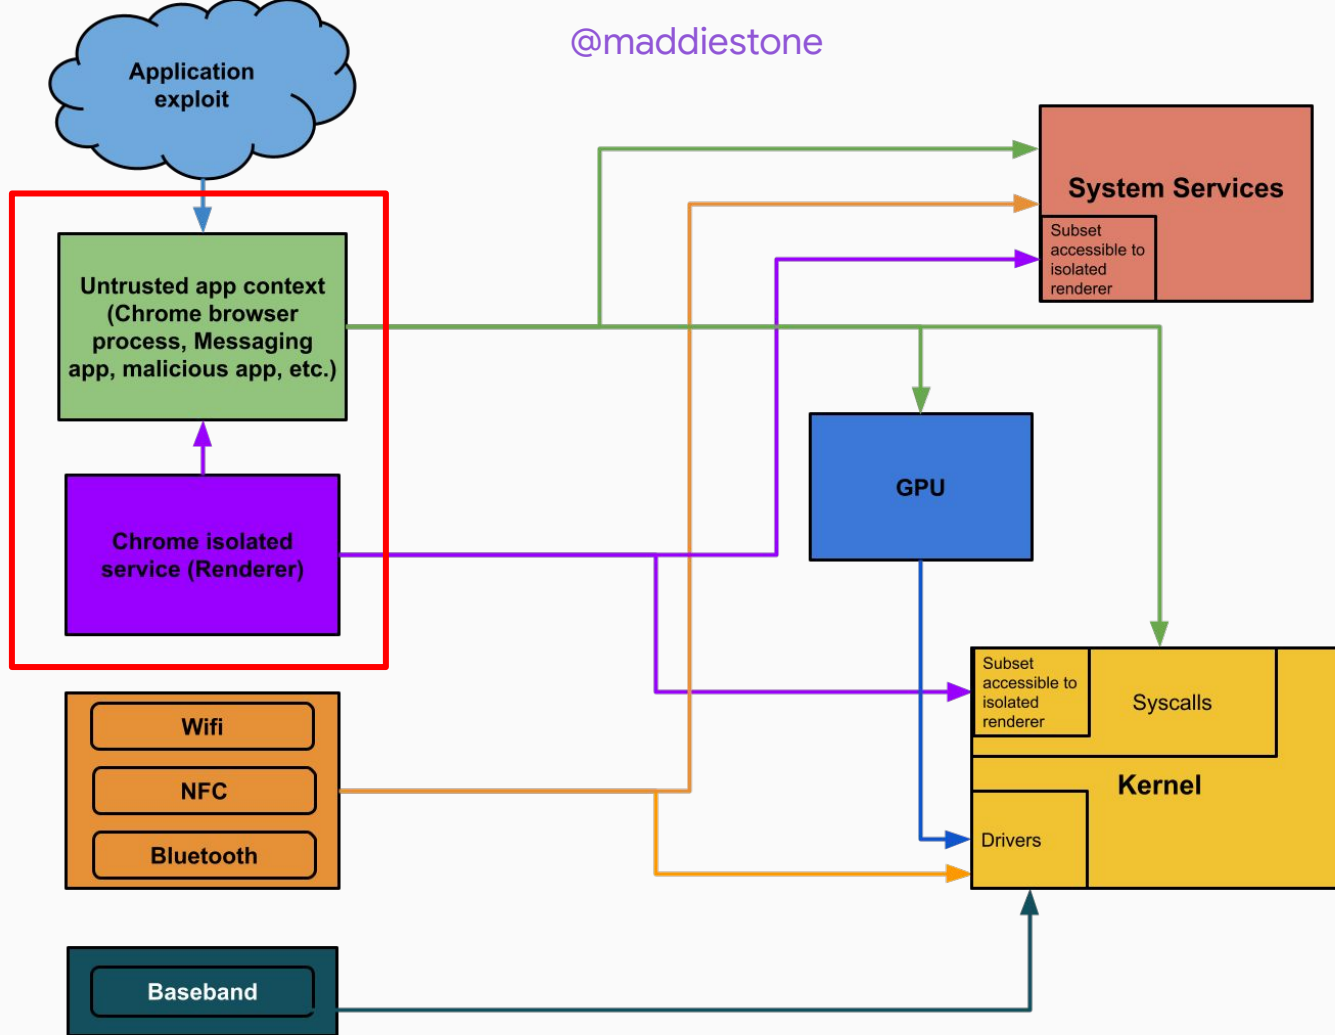 @maddiestone
Application
exploit
System Services
Subset
accessible to
isolated
renderer
Untrusted app context
(Chrome browser
process, Messaging
app, malicious app, etc.)
GPU
Chrome isolated
service (Renderer)
Subset
accessible to
isolated
renderer
Syscalls
Kernel
Drivers
Wifi
NFC
Bluetooth
Baseband